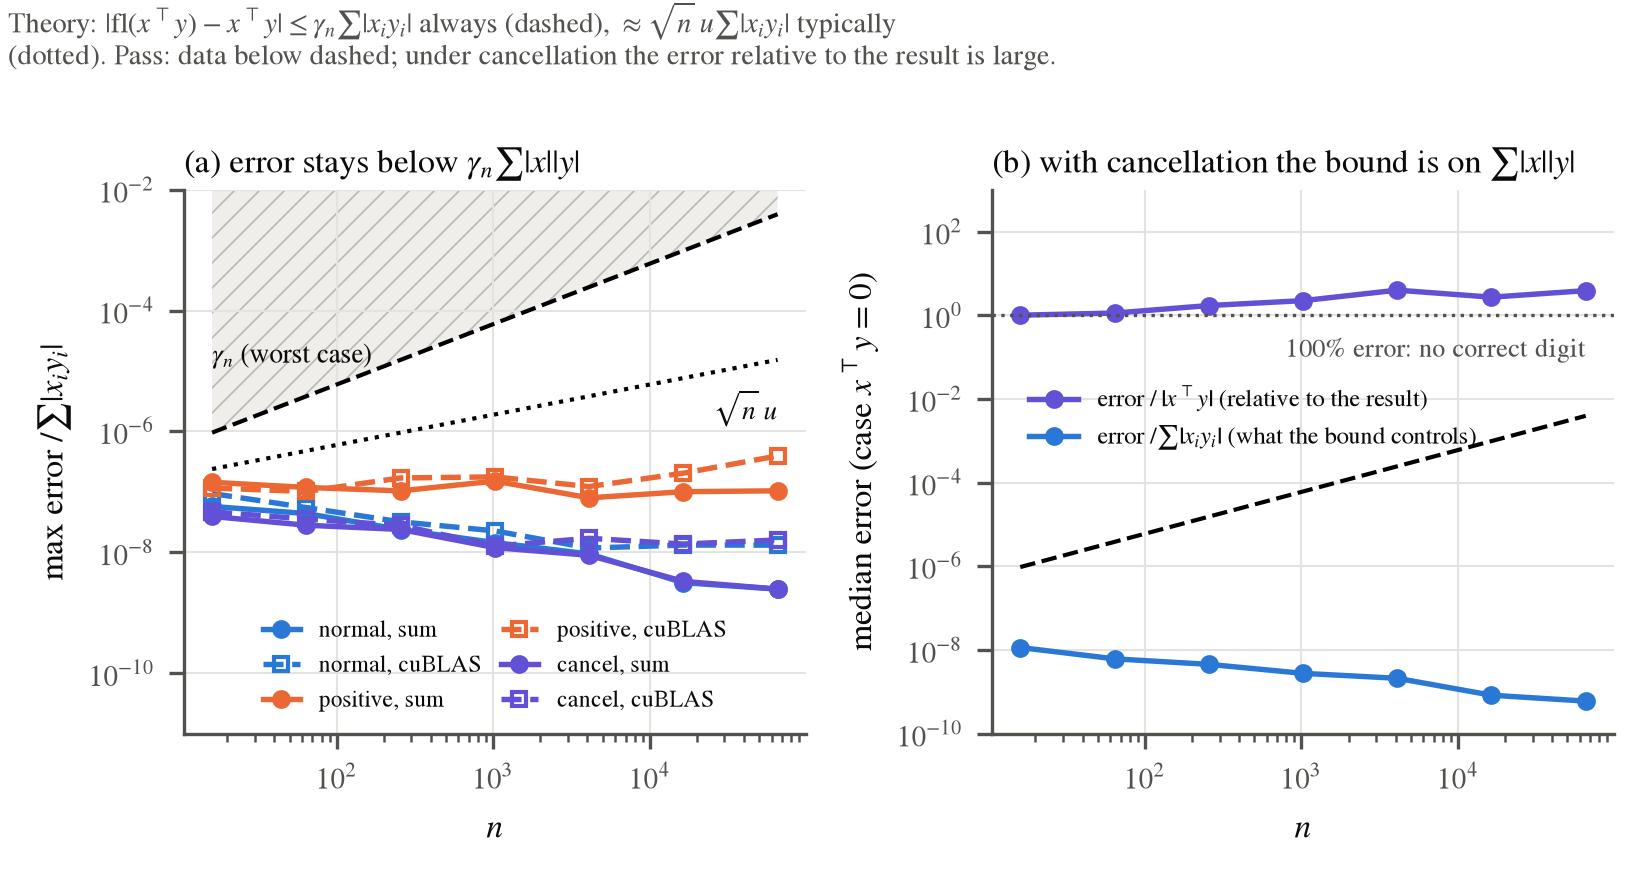 Theory: |fl(x⊤y) − x⊤y| ≤ γₙ∑|xᵢyᵢ| always (dashed), ≈ √n u∑|xᵢyᵢ| typically
(dotted). Pass: data below dashed; under cancellation the error relative to the result is large.
(a) error stays below γₙ∑|x||y|
max error / ∑|xᵢyᵢ|
10⁻²
10⁻⁴
10⁻⁶
10⁻⁸
10⁻¹⁰
γₙ (worst case)
√n u
normal, sum
normal, cuBLAS
positive, sum
positive, cuBLAS
cancel, sum
cancel, cuBLAS
10²
10³
10⁴
n
(b) with cancellation the bound is on ∑|x||y|
median error (case x⊤y = 0)
10²
10⁰
10⁻²
10⁻⁴
10⁻⁶
10⁻⁸
10⁻¹⁰
100% error: no correct digit
error / |x⊤y| (relative to the result)
error / ∑|xᵢyᵢ| (what the bound controls)
10²
10³
10⁴
n